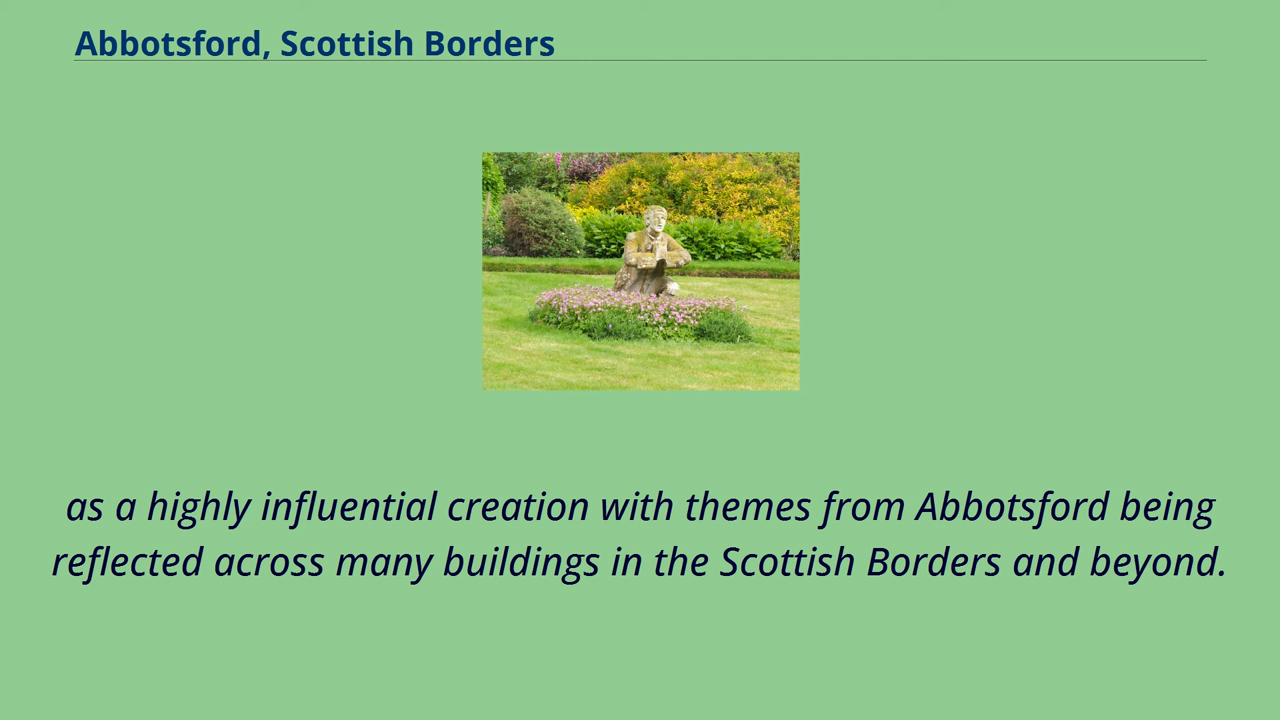 Abbotsford, Scottish Borders
as a highly influential creation with themes from Abbotsford being
reflected across many buildings in the Scottish Borders and beyond.